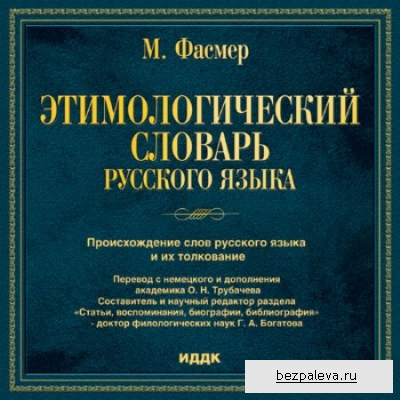 М. Фасмер
ЭТИМОЛОГИЧЕСКИЙ
СЛОВАРЬ
РУССКОГО ЯЗЫКА
Происхождение слов русского языка
и их толкование
Перевод с немецкого и дополнения
академика О. Н. Трубачева
Составитель и научный редактор раздела
«Статьи, воспоминания, биографии, библиография»
- доктор филологических наук Г. А. Богатова
ИДДК
bezpaleva.ru